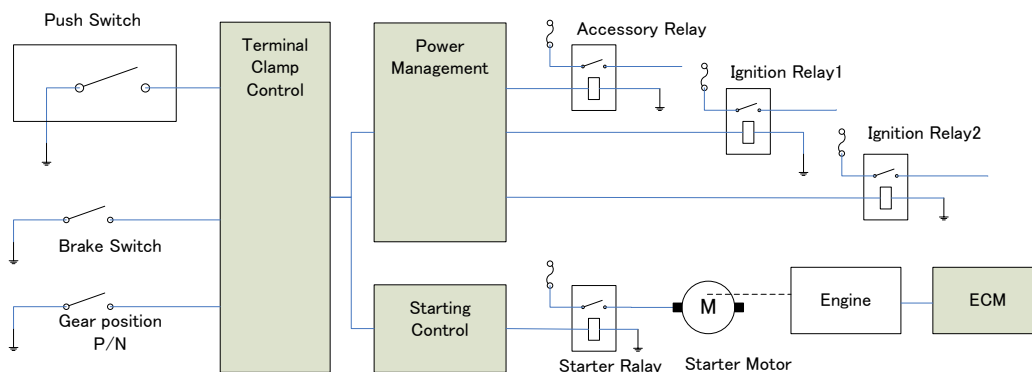 Push Switch
Terminal
Clamp
Control
Power
Management
Accessory Relay
Ignition Relay1
Ignition Relay2
Brake Switch
Gear position
P/N
Starting
Control
Starter Ralay
M
Starter Motor
Engine
ECM